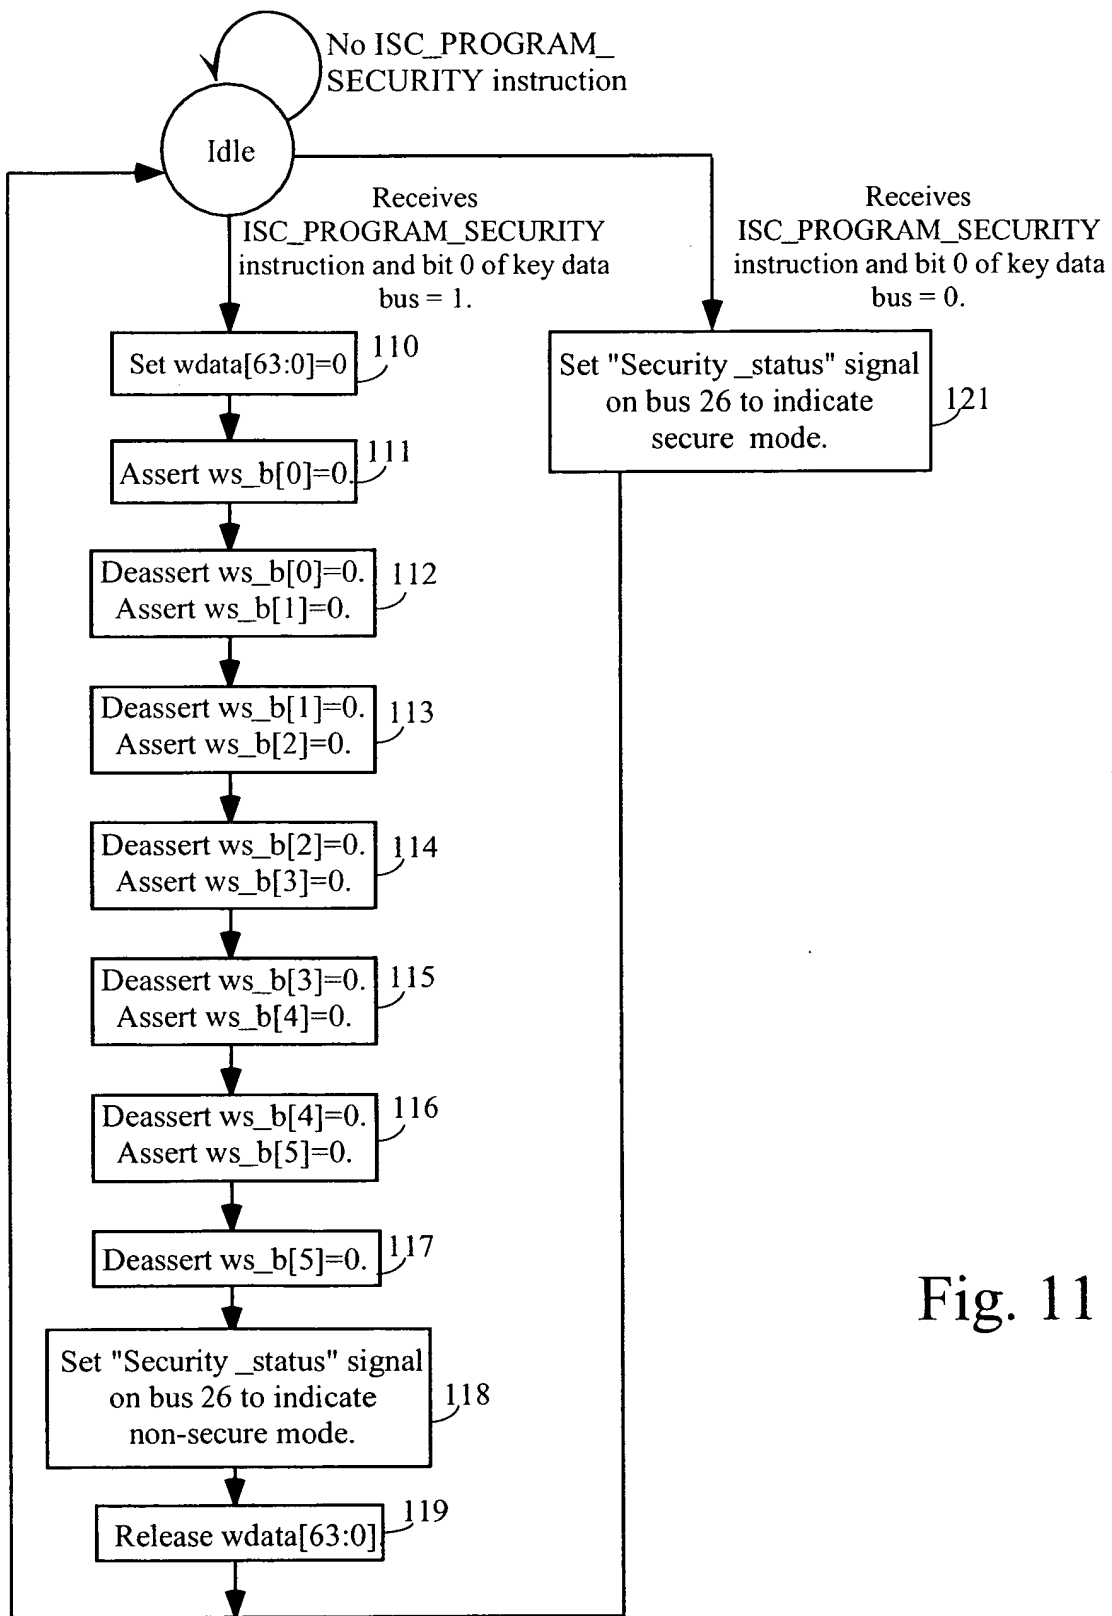 No ISC_PROGRAM_
SECURITY instruction
Idle
Receives
ISC_PROGRAM_SECURITY
instruction and bit 0 of key data
bus = 1.
Receives
ISC_PROGRAM_SECURITY
instruction and bit 0 of key data
bus = 0.
Set wdata[63:0]=0
110
Set "Security_status" signal
on bus 26 to indicate
secure mode.
121
Assert ws_b[0]=0.
111
Deassert ws_b[0]=0.
Assert ws_b[1]=0.
112
Deassert ws_b[1]=0.
Assert ws_b[2]=0.
113
Deassert ws_b[2]=0.
Assert ws_b[3]=0.
114
Deassert ws_b[3]=0.
Assert ws_b[4]=0.
115
Deassert ws_b[4]=0.
Assert ws_b[5]=0.
116
Deassert ws_b[5]=0.
117
Set "Security_status" signal
on bus 26 to indicate
non-secure mode.
118
Release wdata[63:0]
119
Fig. 11